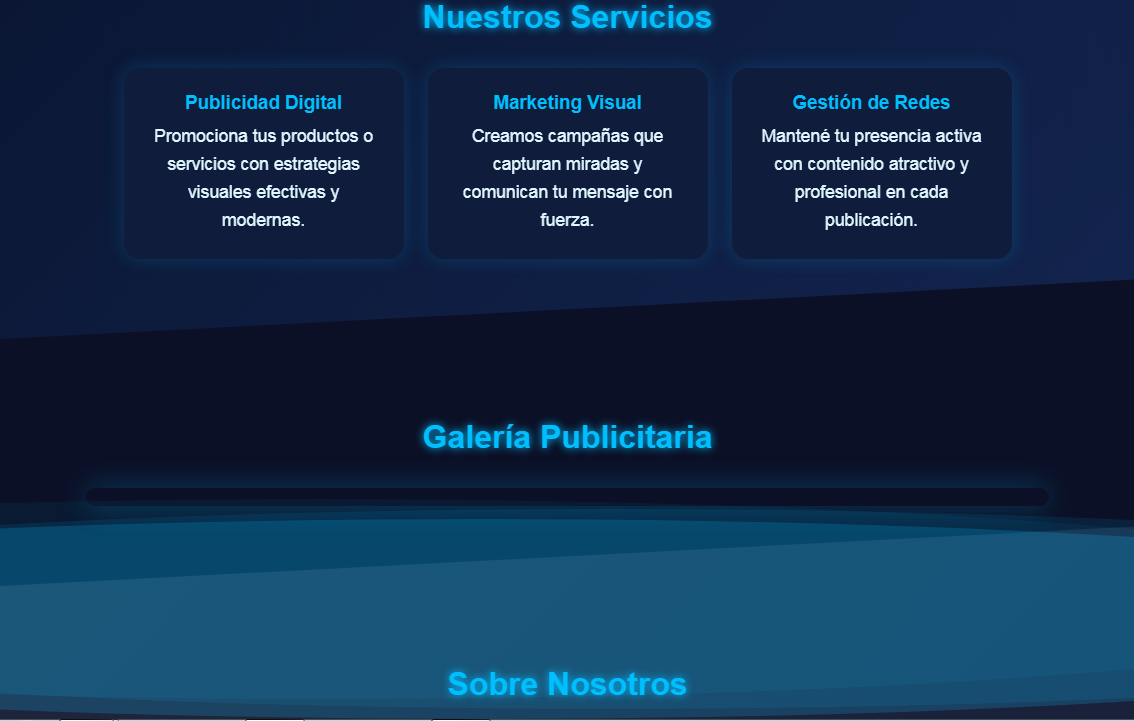 Nuestros Servicios
Publicidad Digital
Promociona tus productos o
servicios con estrategias
visuales efectivas y
modernas.
Marketing Visual
Creamos campañas que
capturan miradas y
comunican tu mensaje con
fuerza.
Gestión de Redes
Mantené tu presencia activa
con contenido atractivo y
profesional en cada
publicación.
Galería Publicitaria
Sobre Nosotros